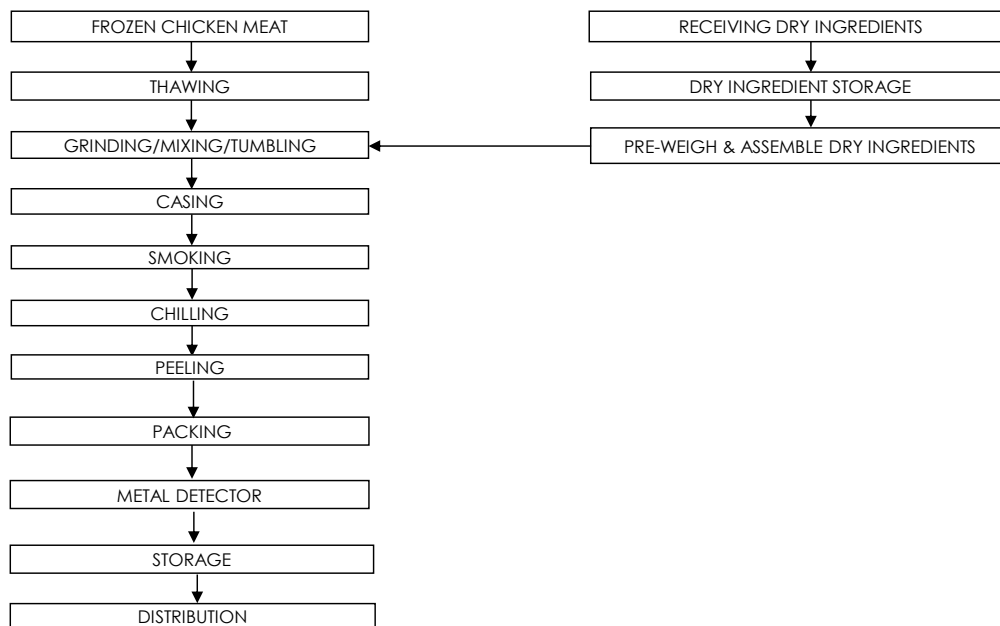 FROZEN CHICKEN MEAT
THAWING
GRINDING/MIXING/TUMBLING
CASING
SMOKING
CHILLING
PEELING
PACKING
METAL DETECTOR
STORAGE
DISTRIBUTION
RECEIVING DRY INGREDIENTS
DRY INGREDIENT STORAGE
PRE-WEIGH & ASSEMBLE DRY INGREDIENTS